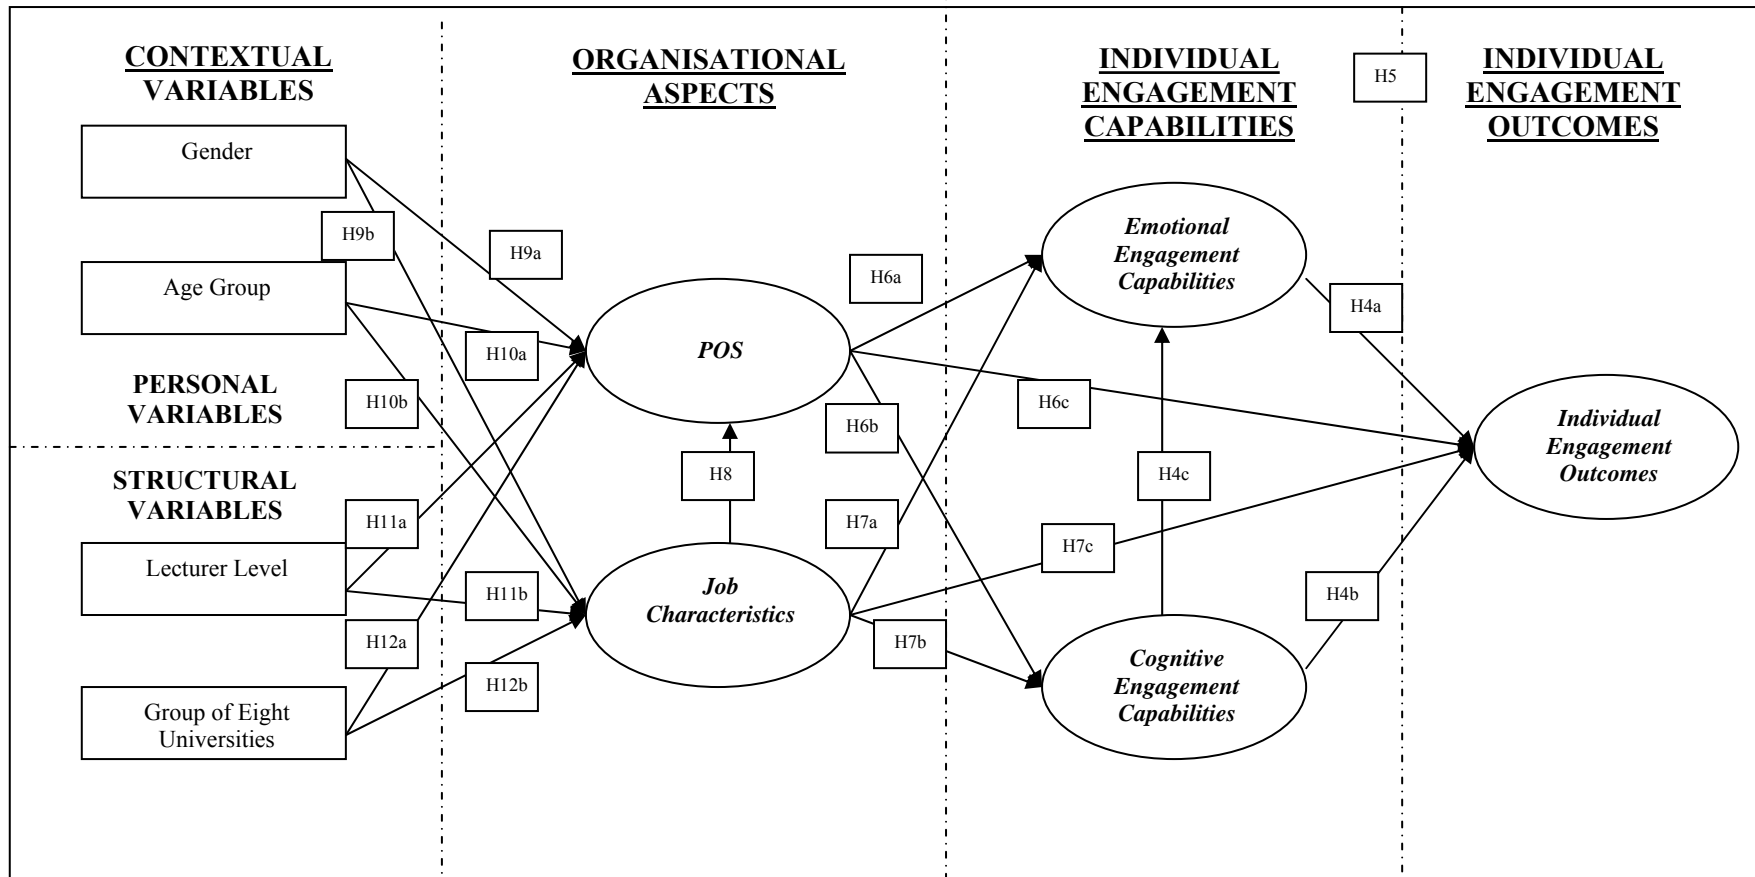 CONTEXTUAL
VARIABLES
Gender
Age Group
PERSONAL
VARIABLES
STRUCTURAL
VARIABLES
Lecturer Level
Group of Eight
Universities
H9b
H10b
H11a
H12a
ORGANISATIONAL
ASPECTS
H9a
H10a
H11b
H12b
POS
H8
Job
Characteristics
H6a
H6b
H7a
H7b
INDIVIDUAL
ENGAGEMENT
CAPABILITIES
Emotional
Engagement
Capabilities
H6c
H4c
H7c
Cognitive
Engagement
Capabilities
H5
H4a
H4b
INDIVIDUAL
ENGAGEMENT
OUTCOMES
Individual
Engagement
Outcomes